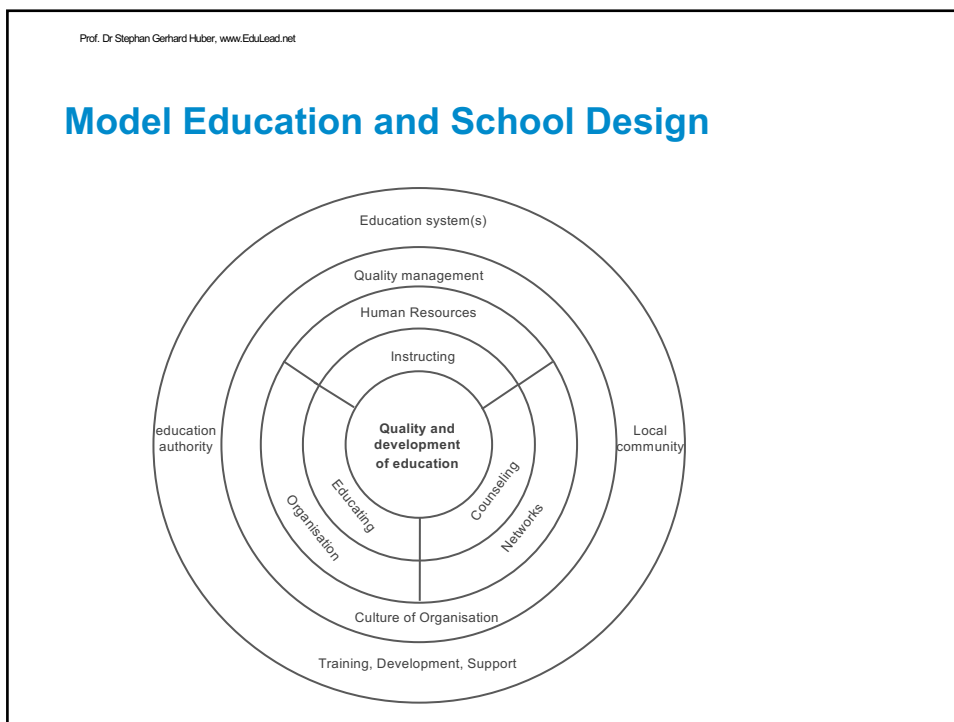 Prof. Dr Stephan Gerhard Huber, www.EduLead.net
Model Education and School Design
Education system(s)
Quality management
Human Resources
Instructing
education
authority
Quality and
development
of education
Local
community
Educating
Counseling
Organisation
Networks
Culture of Organisation
Training, Development, Support